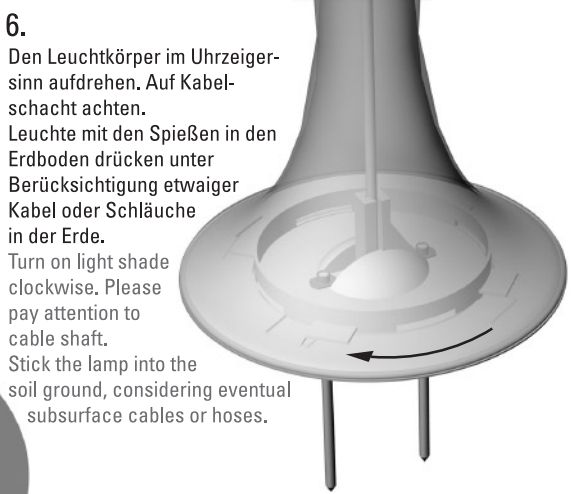 6.
Den Leuchtkörper im Uhrzeiger-
sinn aufdrehen. Auf Kabel-
schacht achten.
Leuchte mit den Spießen in den
Erdboden drücken unter
Berücksichtigung etwaiger
Kabel oder Schläuche
in der Erde.
Turn on light shade
clockwise. Please
pay attention to
cable shaft.
Stick the lamp into the
soil ground, considering eventual
subsurface cables or hoses.